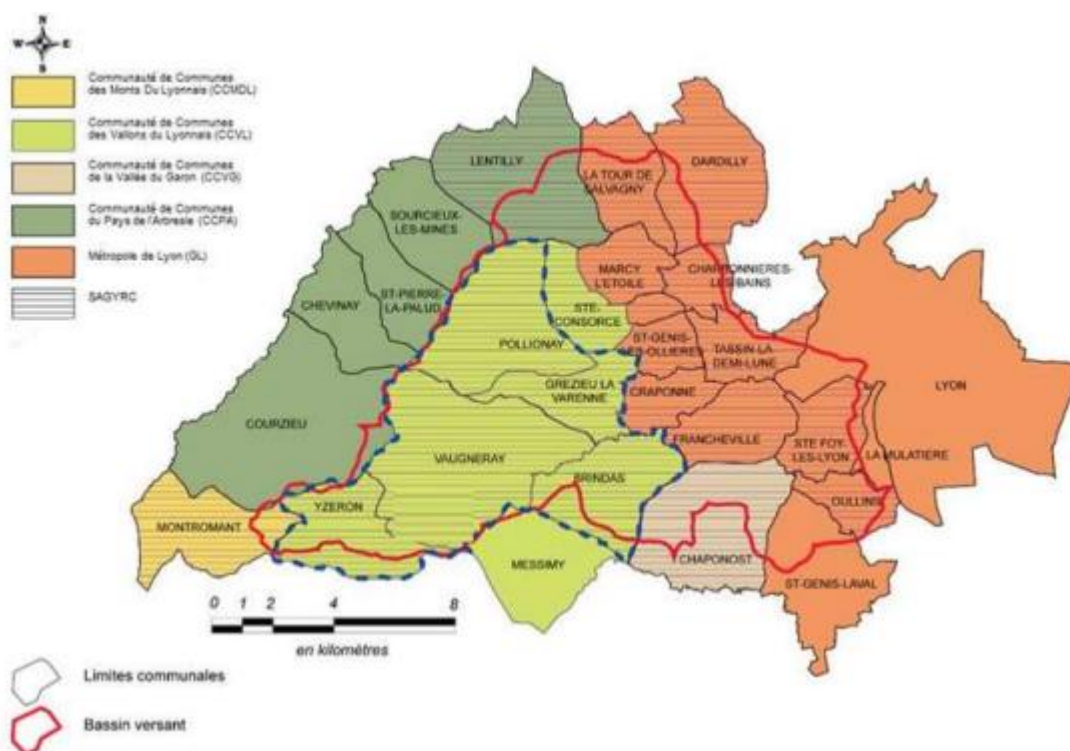 N
W E
S
Communauté de Communes
des Monts Du Lyonnais (CCMDL)
Communauté de Communes
des Vallons du Lyonnais (CCVL)
Communauté de Communes
de la Vallée du Garon (CCVG)
Communauté de Communes
du Pays de l'Arbresle (CCPA)
Métropole de Lyon (GL)
SAGYRC
LENTILLY
LA TOUR DE
SALVAGNY
DARDILLY
SOURCIEUX-
LES-MINES
MARCY
L'ETOILE
CHARBONNIERES-
LES-BAINS
ST-PIERRE
LA-PALUD
CHEVINAY
STE-
CONSORCE
ST-GENIS-
LES-OLLIERES
TASSIN-LA
DEMI-LUNE
POLLIONAY
LYON
GREZIEU LA
VARENNE
CRAPONNE
COURZIEU
FRANCHEVILLE
STE FOY-
LES-LYON
LA MULATIERE
VAUGNERAY
BRINDAS
OULLINS
YZERON
MONTROMANT
MESSIMY
CHAPONOST
ST-GENIS-LAVAL
0 1 2 4 8
en kilomètres
Limites communales
Bassin versant